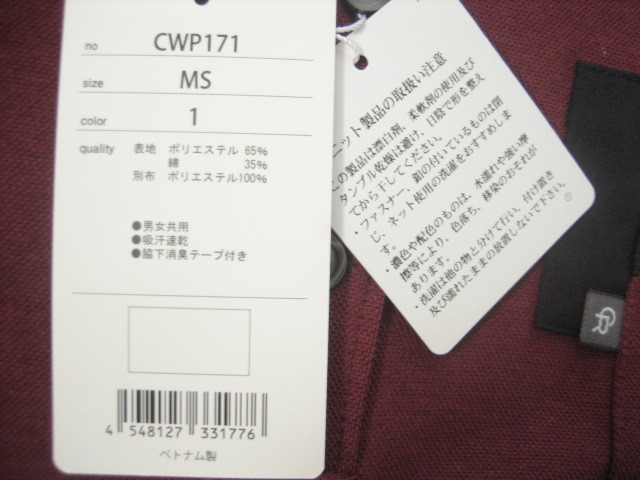 no CWP171
size MS
color 1
quality 表地 ポリエステル 65%
綿 35%
別布 ポリエステル100%
●男女共用
●吸汗速乾
●脇下消臭テープ付き
4 548127 331776
ベトナム製
ニット製品の取扱い注意
この製品は漂白剤、柔軟剤の使用及び
タンブル乾燥は避け、日陰で形を整え
てから干してください。
・ファスナー、釦の付いているものは閉
じ、ネット使用の洗濯をおすすめしま
す。
・濃色や配色のものは、水濡れや強い摩
擦等により、色落ち、移染のおそれが
あります。
・洗濯は他の物と分けて行い、付け置き
及び濡れたままの放置しないで下さい。